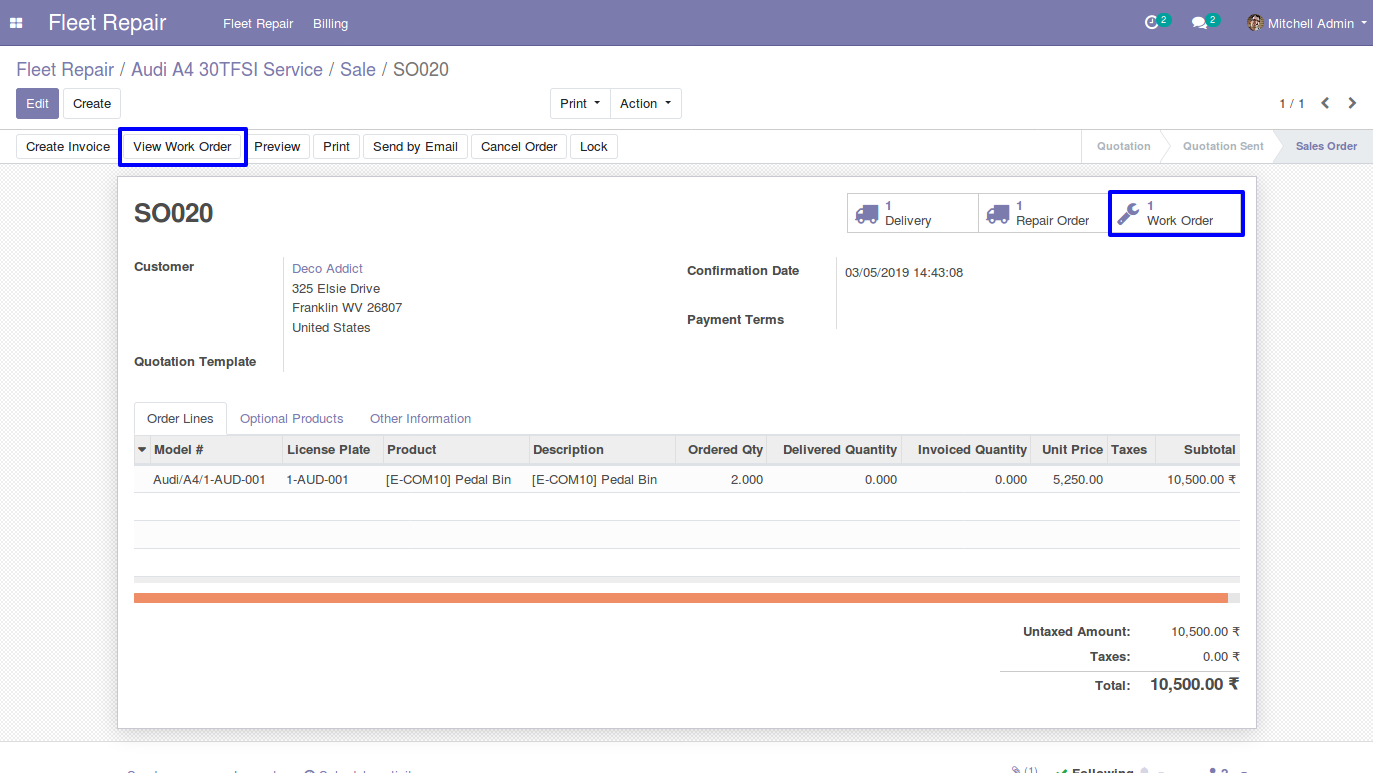 Fleet Repair Fleet Repair Billing 2 2 Mitchell Admin
Fleet Repair / Audi A4 30TFSI Service / Sale / SO020
Edit Create Print Action 1 / 1
Create Invoice View Work Order Preview Print Send by Email Cancel Order Lock Quotation Quotation Sent Sales Order
SO020
1 Delivery
1 Repair Order
1 Work Order
Customer
Deco Addict
325 Elsie Drive
Franklin WV 26807
United States
Confirmation Date 03/05/2019 14:43:08
Payment Terms
Quotation Template
Order Lines Optional Products Other Information
Model # License Plate Product Description Ordered Qty Delivered Quantity Invoiced Quantity Unit Price Taxes Subtotal
Audi/A4/1-AUD-001 1-AUD-001 [E-COM10] Pedal Bin [E-COM10] Pedal Bin 2.000 0.000 0.000 5,250.00 10,500.00 ₹
Untaxed Amount: 10,500.00 ₹
Taxes: 0.00 ₹
Total: 10,500.00 ₹
(1) Following